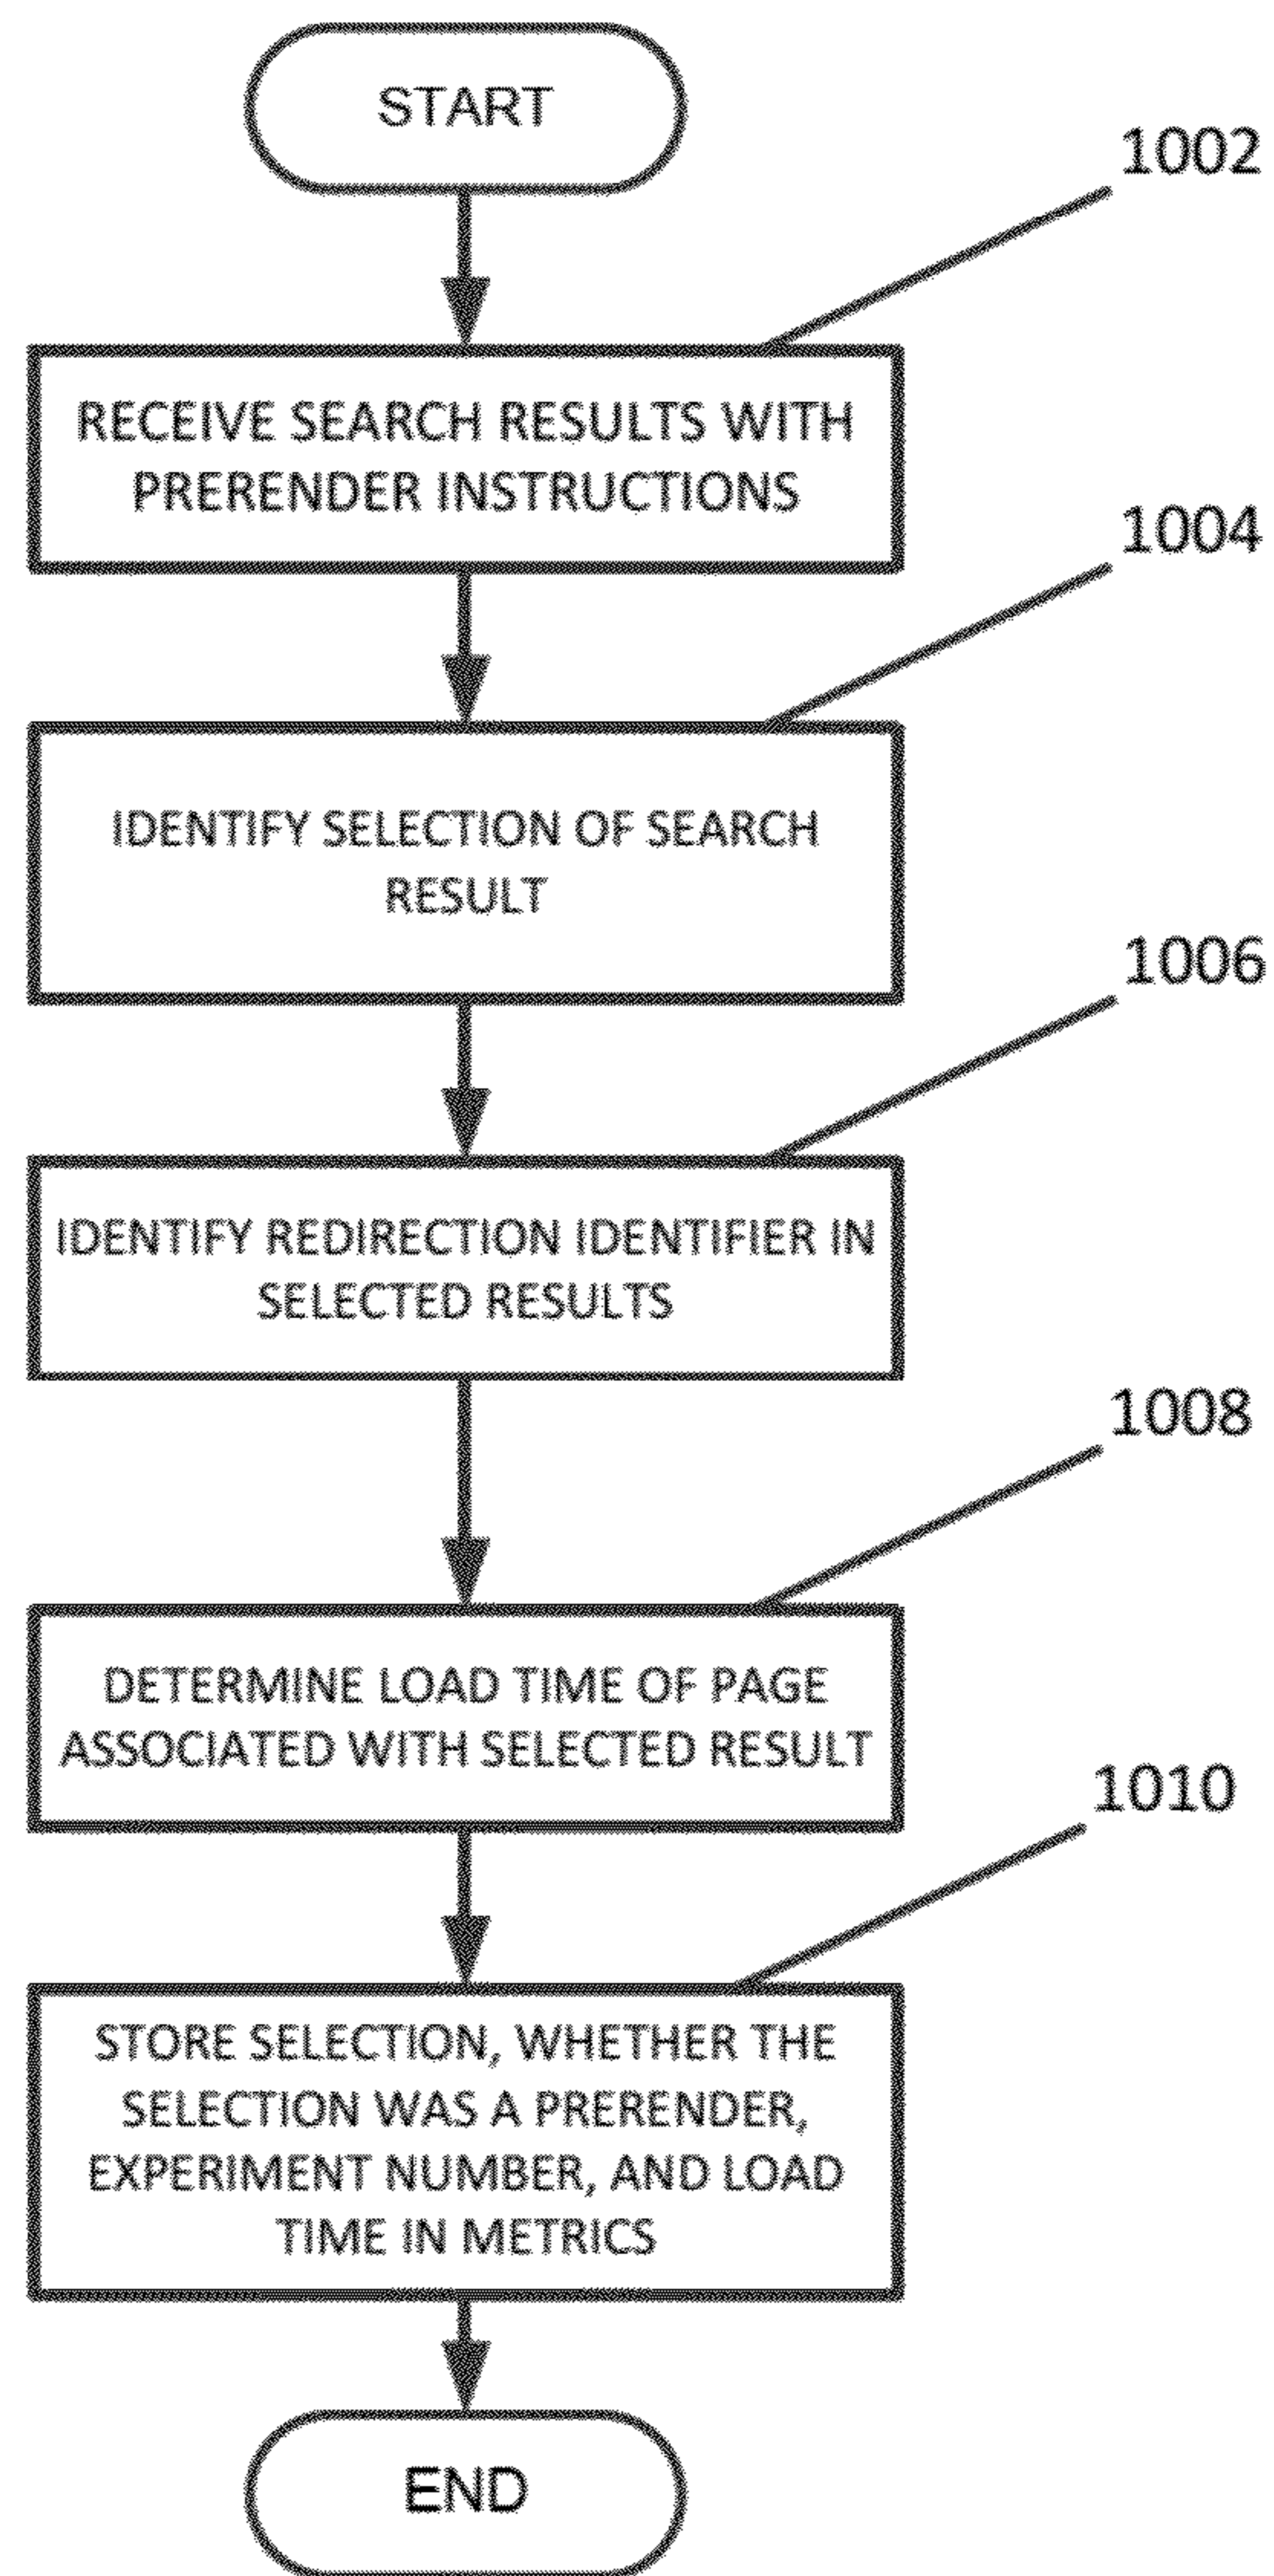 START
1002
RECEIVE SEARCH RESULTS WITH
PRERENDER INSTRUCTIONS
1004
IDENTIFY SELECTION OF SEARCH
RESULT
1006
IDENTIFY REDIRECTION IDENTIFIER IN
SELECTED RESULTS
1008
DETERMINE LOAD TIME OF PAGE
ASSOCIATED WITH SELECTED RESULT
1010
STORE SELECTION, WHETHER THE
SELECTION WAS A PRERENDER,
EXPERIMENT NUMBER, AND LOAD
TIME IN METRICS
END